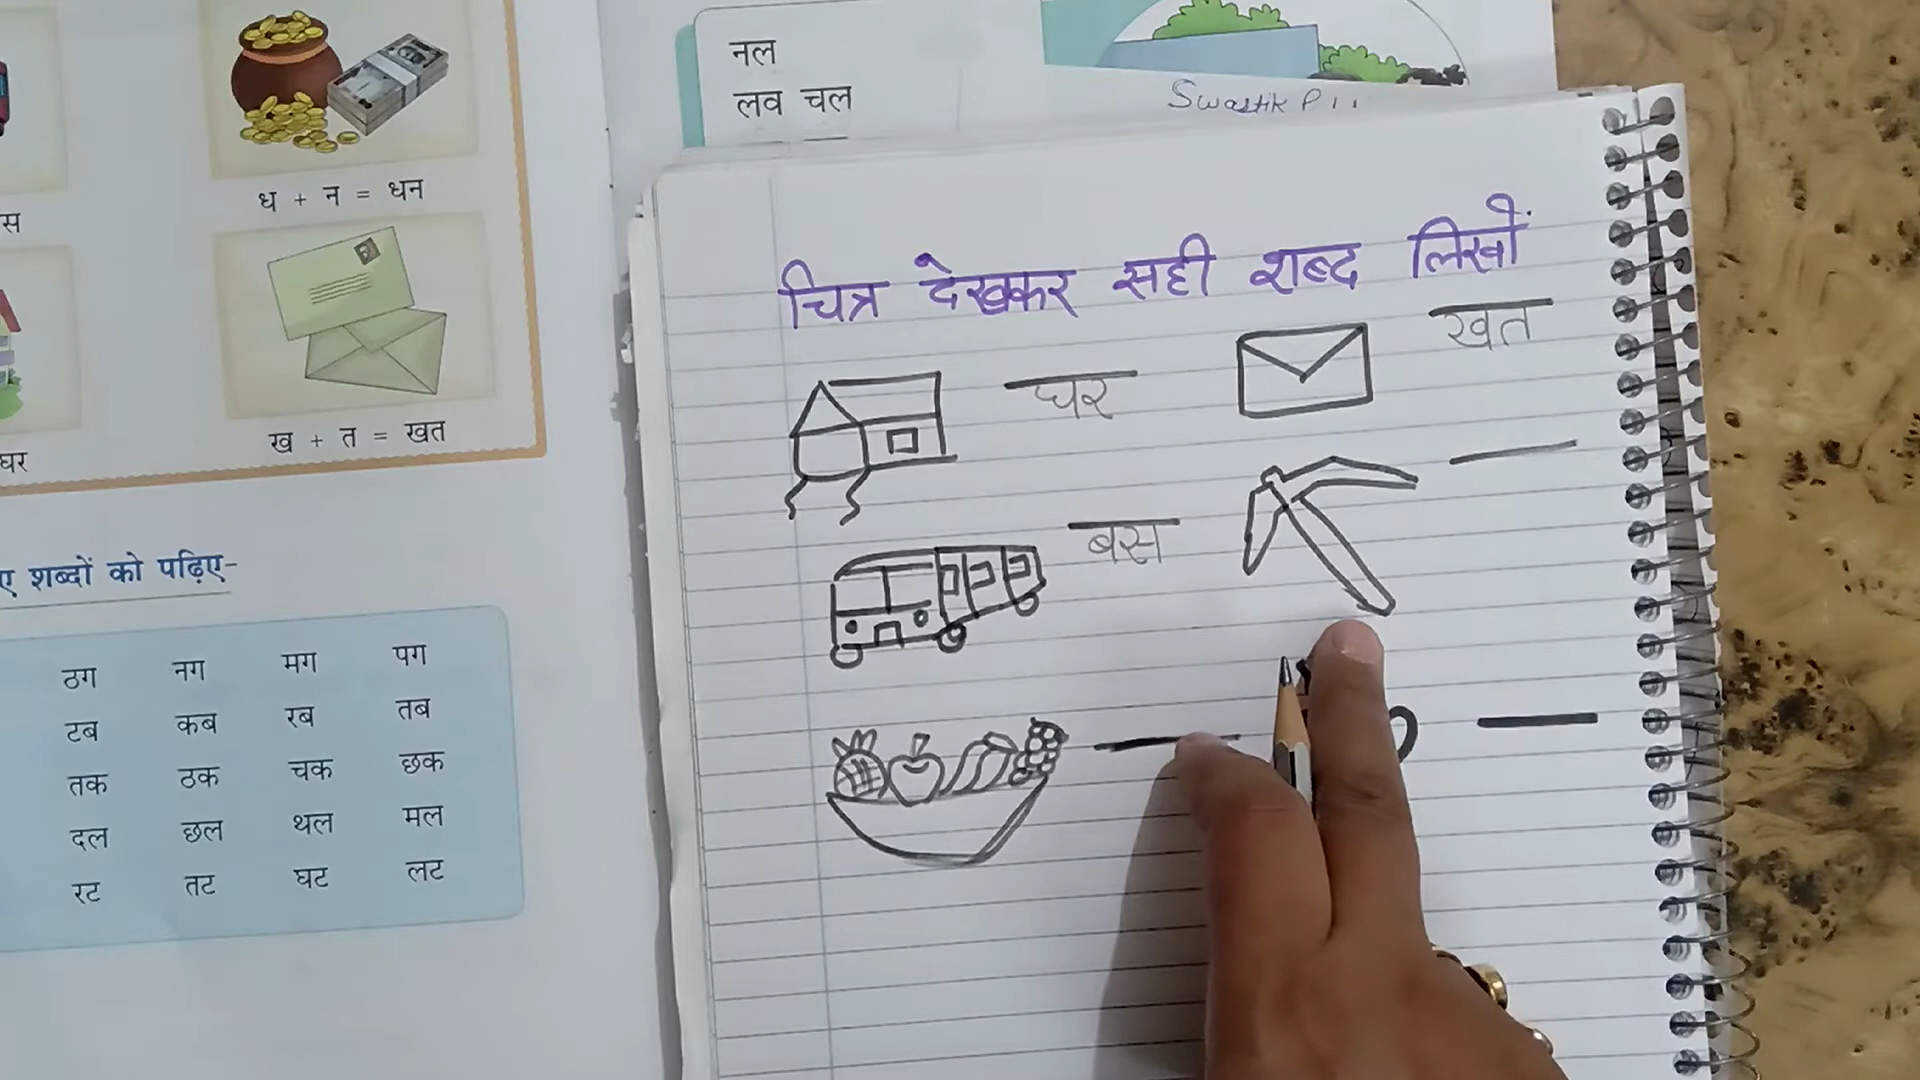 ध + न = धन
स
घर
ख + त = खत
ए शब्दों को पढ़िए-
ठग नग मग पग
टब कब रब तब
तक ठक चक छक
दल छल थल मल
रट तट घट लट
नल
लव चल
Swastik
चित्र देखकर सही शब्द लिखों
घर खत
बस